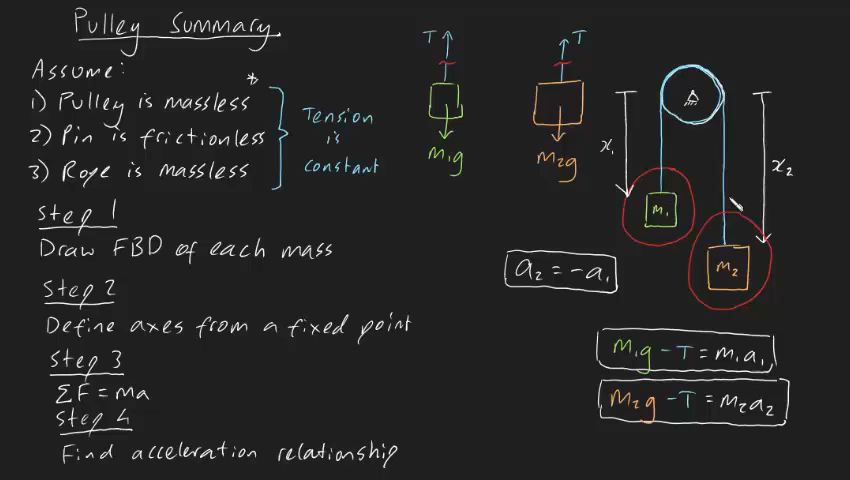 Pulley Summary
Assume:
1) Pulley is massless*
2) Pin is frictionless
3) Rope is massless
Tension
is
constant
Step 1
Draw FBD of each mass
Step 2
Define axes from a fixed point
Step 3
ΣF = ma
Step 4
Find acceleration relationship
T
m₁g
T
m₂g
x₁
x₂
m₁
m₂
a₂ = -a₁
m₁g - T = m₁a₁
m₂g - T = m₂a₂